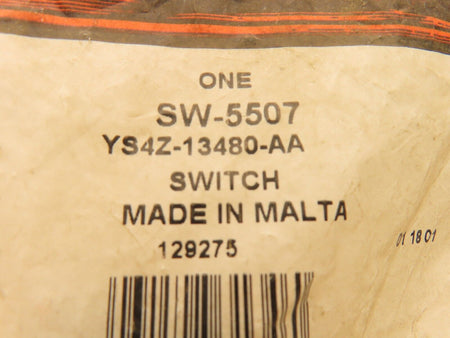 ONE
SW-5507
YS4Z-13480-AA
SWITCH
MADE IN MALTA
129275
01 18 01